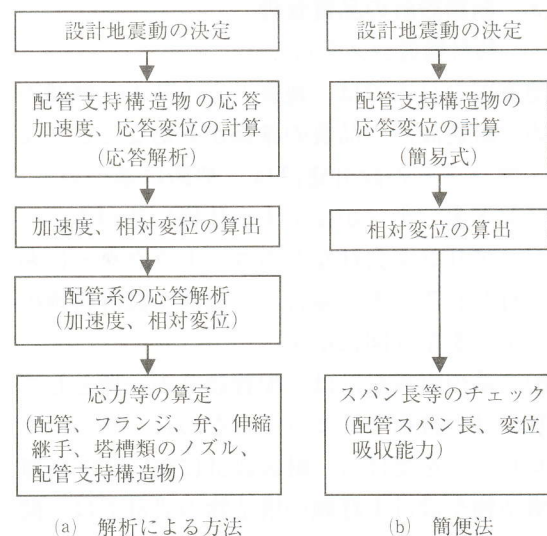 設計地震動の決定
配管支持構造物の応答
加速度、応答変位の計算
(応答解析)
加速度、相対変位の算出
配管系の応答解析
(加速度、相対変位)
応力等の算定
(配管、フランジ、弁、伸縮
継手、塔槽類のノズル、
配管支持構造物)
(a) 解析による方法
設計地震動の決定
配管支持構造物の
応答変位の計算
(簡易式)
相対変位の算出
スパン長等のチェック
(配管スパン長、変位
吸収能力)
(b) 簡便法